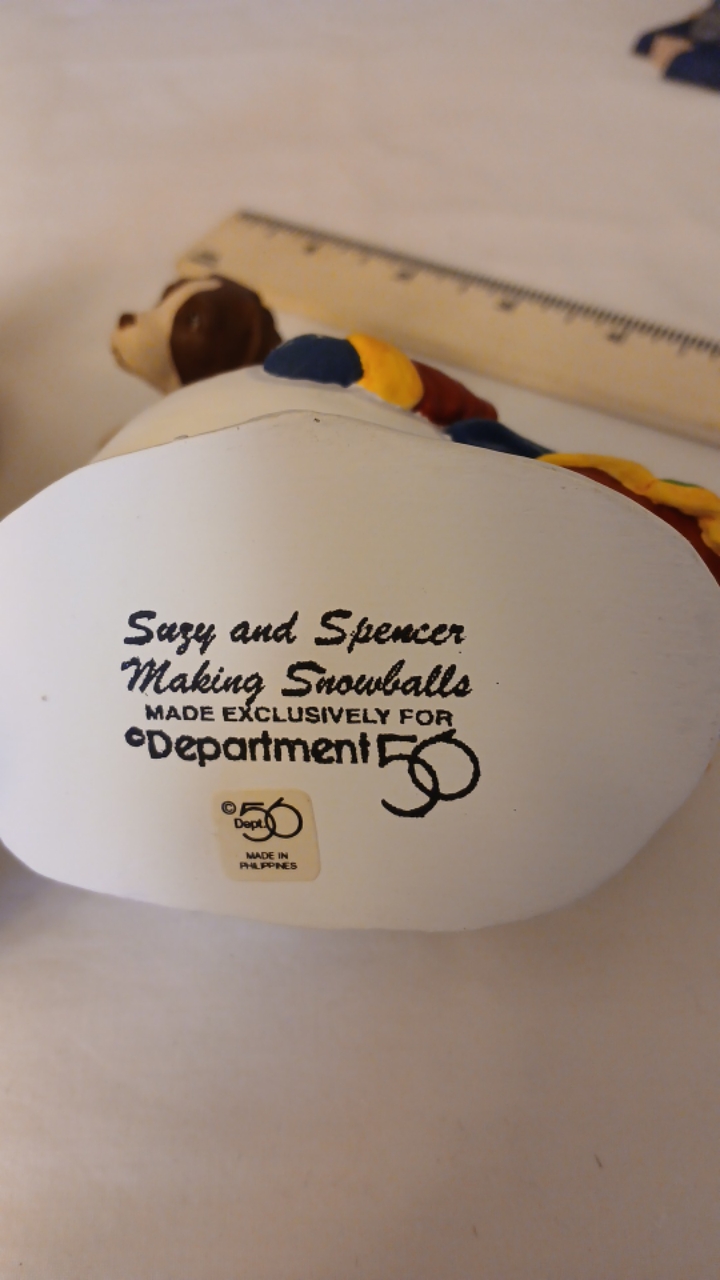 Suzy and Spencer
Making Snowballs
MADE EXCLUSIVELY FOR
©Department 56
© 56
Dept.
MADE IN
PHILIPPINES